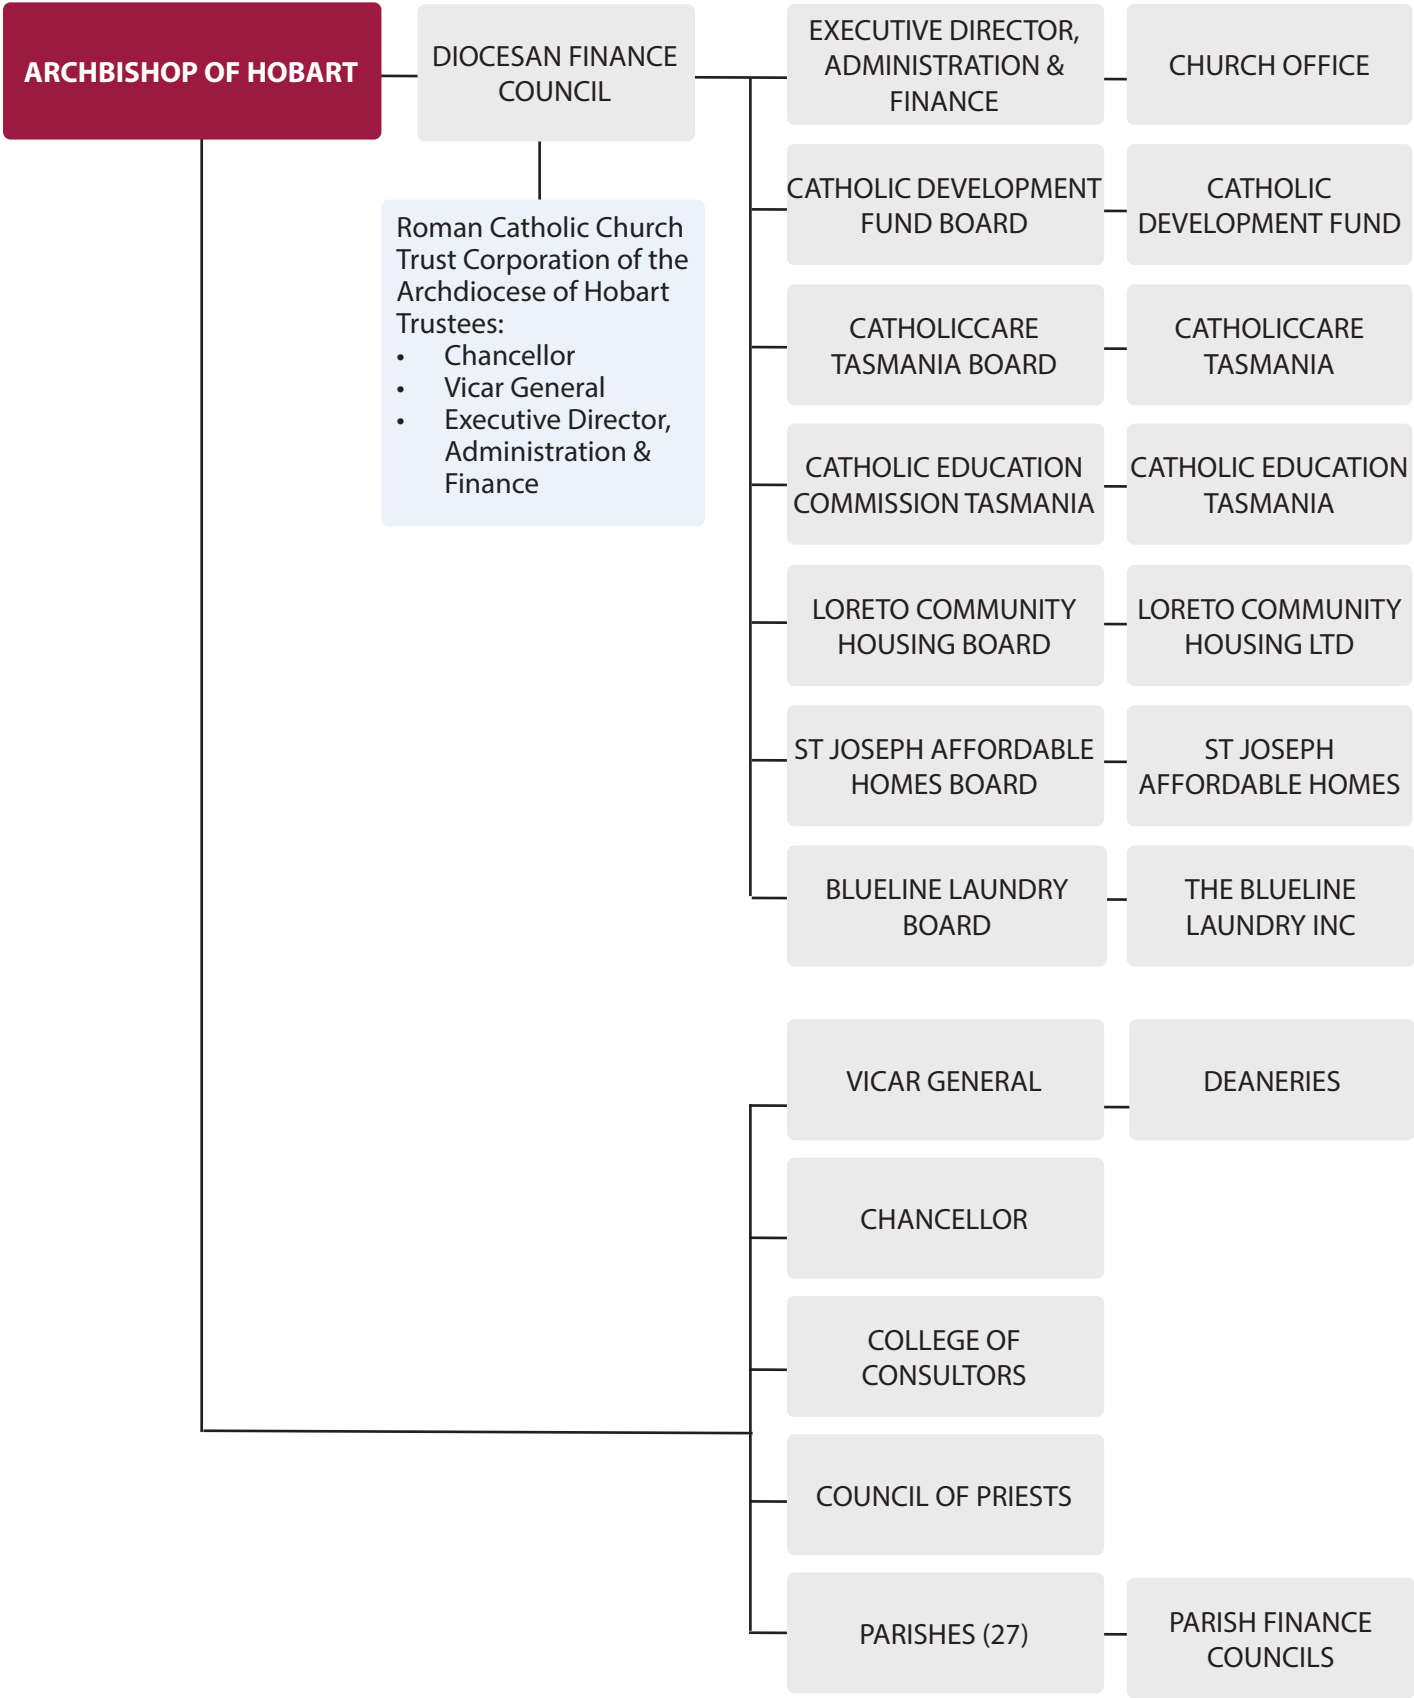 ARCHBISHOP OF HOBART
DIOCESAN FINANCE
COUNCIL
Roman Catholic Church
Trust Corporation of the
Archdiocese of Hobart
Trustees:
• Chancellor
• Vicar General
• Executive Director,
Administration &
Finance
EXECUTIVE DIRECTOR,
ADMINISTRATION &
FINANCE
CHURCH OFFICE
CATHOLIC DEVELOPMENT
FUND BOARD
CATHOLIC
DEVELOPMENT FUND
CATHOLICCARE
TASMANIA BOARD
CATHOLICCARE
TASMANIA
CATHOLIC EDUCATION
COMMISSION TASMANIA
CATHOLIC EDUCATION
TASMANIA
LORETO COMMUNITY
HOUSING BOARD
LORETO COMMUNITY
HOUSING LTD
ST JOSEPH AFFORDABLE
HOMES BOARD
ST JOSEPH
AFFORDABLE HOMES
BLUELINE LAUNDRY
BOARD
THE BLUELINE
LAUNDRY INC
VICAR GENERAL
DEANERIES
CHANCELLOR
COLLEGE OF
CONSULTORS
COUNCIL OF PRIESTS
PARISHES (27)
PARISH FINANCE
COUNCILS